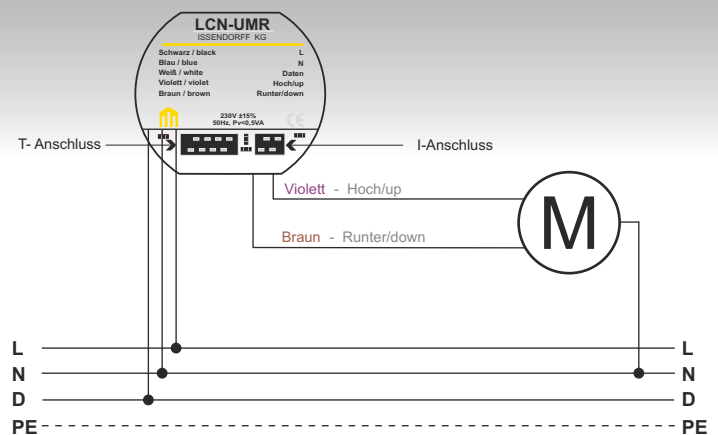 LCN-UMR
ISSENDORFF KG
Schwarz / black L
Blau / blue N
Weiß / white Daten
Violett / violet Hoch/up
Braun / brown Runter/down
230V ±15%
50Hz, Pv<0,5VA
CE
T- Anschluss
I-Anschluss
Violett - Hoch/up
M
Braun - Runter/down
L L
N N
D D
PE PE